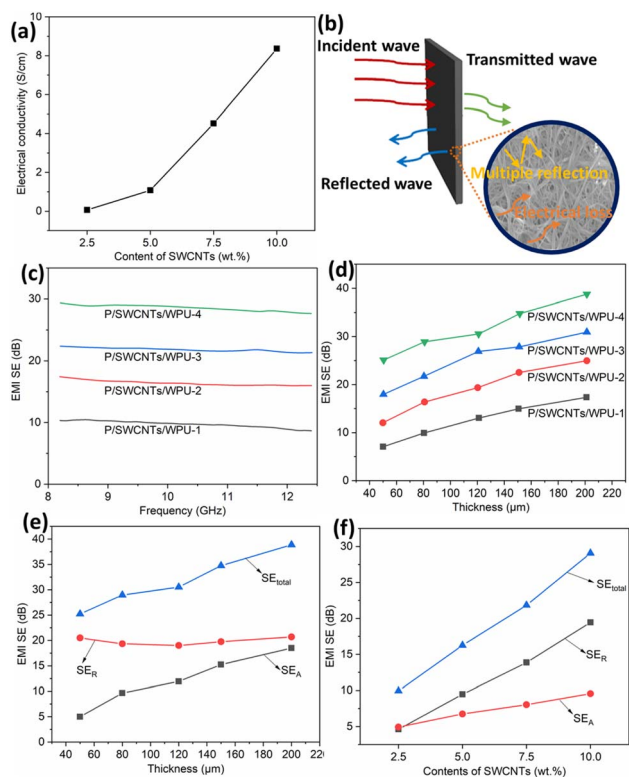 (a)
Electrical conductivity (S/cm)
10
8
6
4
2
0
2.5 5.0 7.5 10.0
Content of SWCNTs (wt.%)
(b)
Incident wave
Transmitted wave
Reflected wave
Multiple reflection
Electrical loss
(c)
EMI SE (dB)
40
30
20
10
0
P/SWCNTs/WPU-4
P/SWCNTs/WPU-3
P/SWCNTs/WPU-2
P/SWCNTs/WPU-1
9 10 11 12
Frequency (GHz)
(d)
EMI SE (dB)
50
40
30
20
10
0
P/SWCNTs/WPU-4
P/SWCNTs/WPU-3
P/SWCNTs/WPU-2
P/SWCNTs/WPU-1
40 60 80 100 120 140 160 180 200 220
Thickness (μm)
(e)
EMI SE (dB)
45
40
35
30
25
20
15
10
5
0
SEtotal
SER
SEA
40 60 80 100 120 140 160 180 200 220
Thickness (μm)
(f)
EMI SE (dB)
30
25
20
15
10
5
SEtotal
SER
SEA
2.5 5.0 7.5 10.0
Contents of SWCNTs (wt.%)